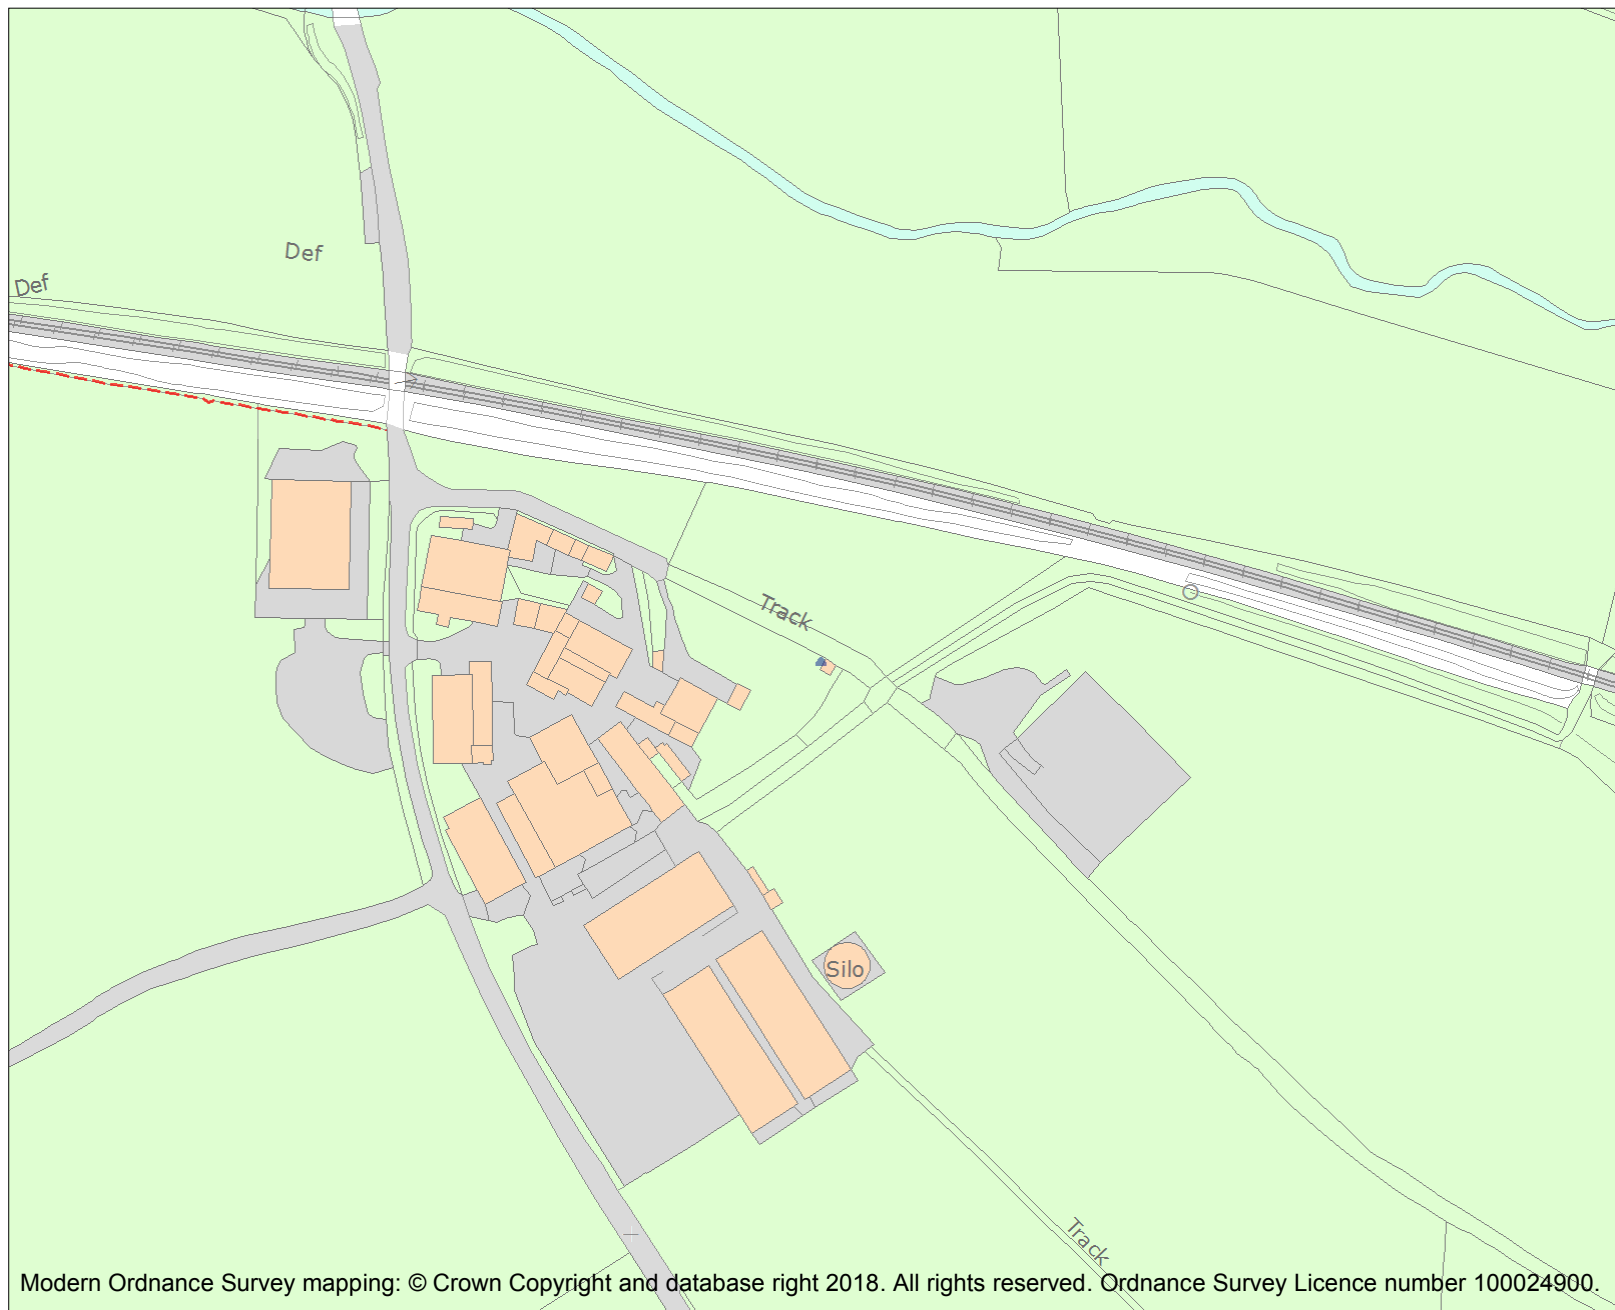 Def
Def
Track
Silo
Track
Modern Ordnance Survey mapping: © Crown Copyright and database right 2018. All rights reserved. Ordnance Survey Licence number 100024900.